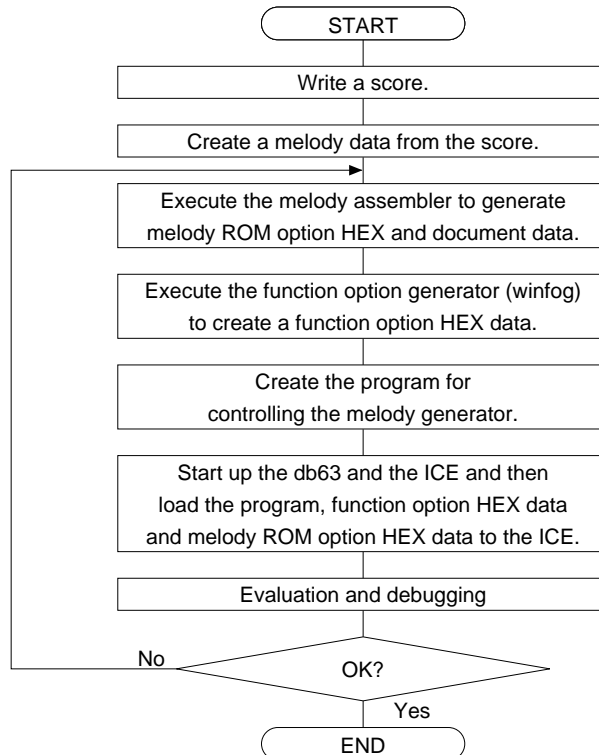 START
Write a score.
Create a melody data from the score.
Execute the melody assembler to generate
melody ROM option HEX and document data.
Execute the function option generator (winfog)
to create a function option HEX data.
Create the program for
controlling the melody generator.
Start up the db63 and the ICE and then
load the program, function option HEX data
and melody ROM option HEX data to the ICE.
Evaluation and debugging
No
OK?
Yes
END